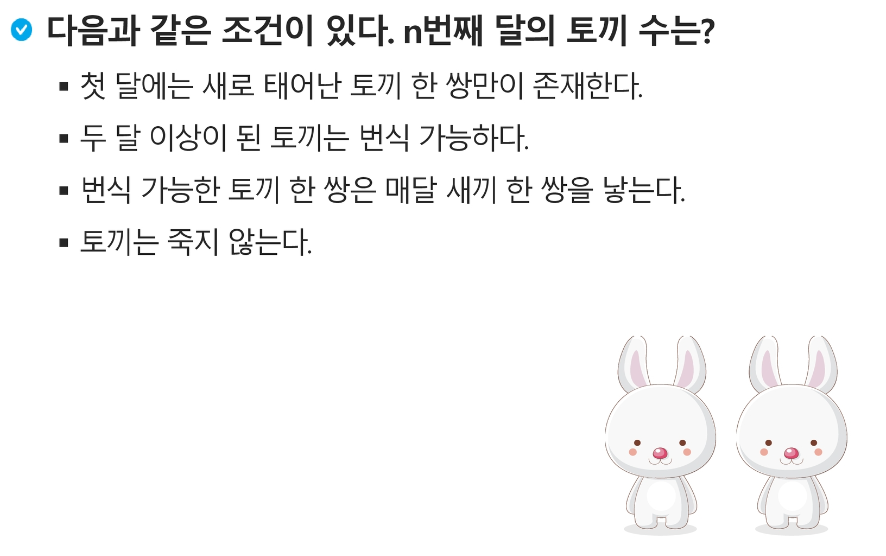 다음과 같은 조건이 있다. n번째 달의 토끼 수는?
▪ 첫 달에는 새로 태어난 토끼 한 쌍만이 존재한다.
▪ 두 달 이상이 된 토끼는 번식 가능하다.
▪ 번식 가능한 토끼 한 쌍은 매달 새끼 한 쌍을 낳는다.
▪ 토끼는 죽지 않는다.